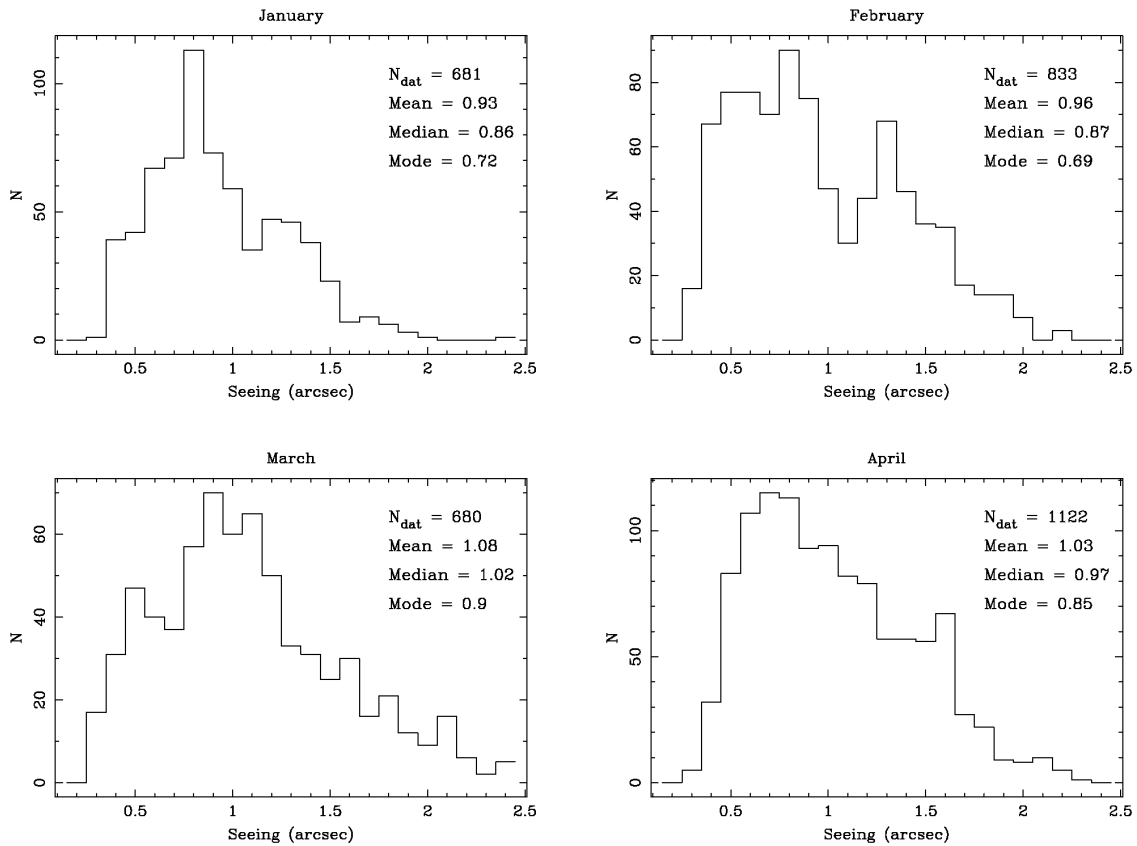 January
N
100
50
0
N_dat = 681
Mean = 0.93
Median = 0.86
Mode = 0.72
0.5 1 1.5 2 2.5
Seeing (arcsec)
February
N
80
60
40
20
0
N_dat = 833
Mean = 0.96
Median = 0.87
Mode = 0.69
0.5 1 1.5 2 2.5
Seeing (arcsec)
March
N
60
40
20
0
N_dat = 680
Mean = 1.08
Median = 1.02
Mode = 0.9
0.5 1 1.5 2 2.5
Seeing (arcsec)
April
N
100
50
0
N_dat = 1122
Mean = 1.03
Median = 0.97
Mode = 0.85
0.5 1 1.5 2 2.5
Seeing (arcsec)